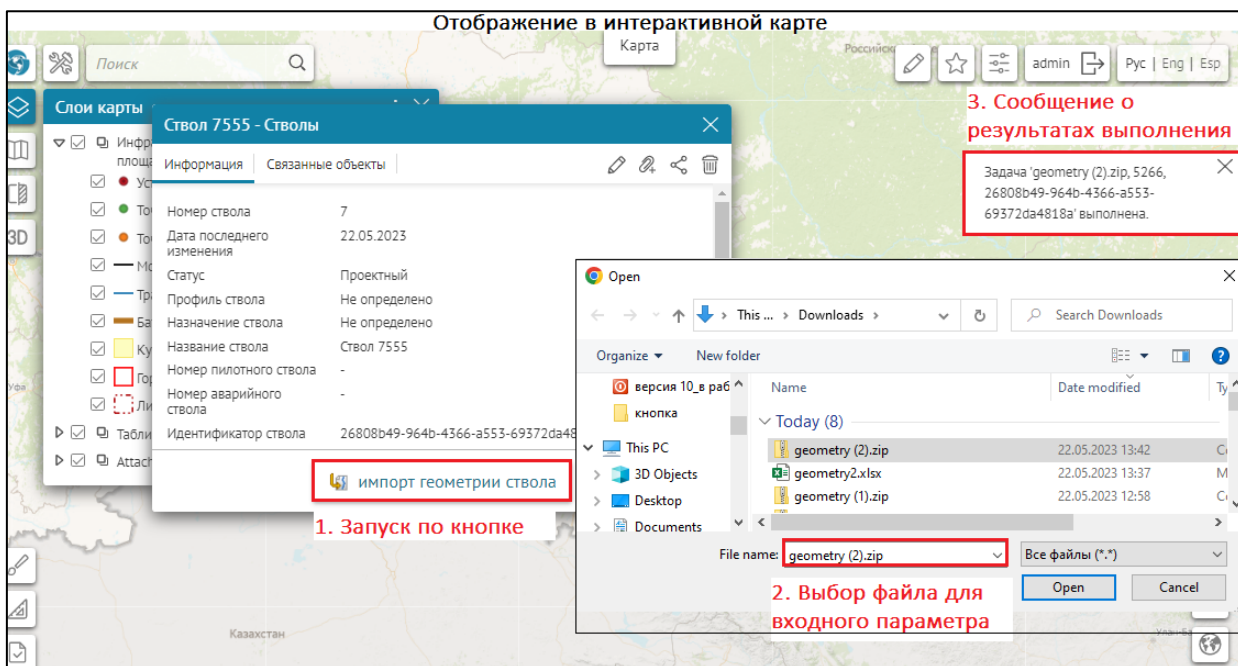 Отображение в интерактивной карте
Поиск
Карта
admin
Рус | Eng | Esp
Слои карты
3. Сообщение о
результатах выполнения
Задача 'geometry (2).zip, 5266,
26808b49-964b-4366-a553-
69372da4818a' выполнена.
3D
Таблі
Attach
Ствол 7555 - Стволы
Информация
Связанные объекты
Номер ствола 7
Дата последнего
изменения
22.05.2023
Статус Проектный
Профиль ствола Не определено
Назначение ствола Не определено
Название ствола Ствол 7555
Номер пилотного ствола -
Номер аварийного
ствола
-
Идентификатор ствола 26808b49-964b-4366-a553-69372da48
импорт геометрии ствола
1. Запуск по кнопке
Open
This ... > Downloads >
Search Downloads
Organize
New folder
версия 10_в раб
кнопка
This PC
3D Objects
Desktop
Documents
Name
Date modified
Ty
Today (8)
geometry (2).zip 22.05.2023 13:42
geometry2.xlsx 22.05.2023 13:37
geometry (1).zip 22.05.2023 12:58
File name: geometry (2).zip
Все файлы (*.*)
Open
Cancel
2. Выбор файла для
входного параметра
Казахстан
Уфа